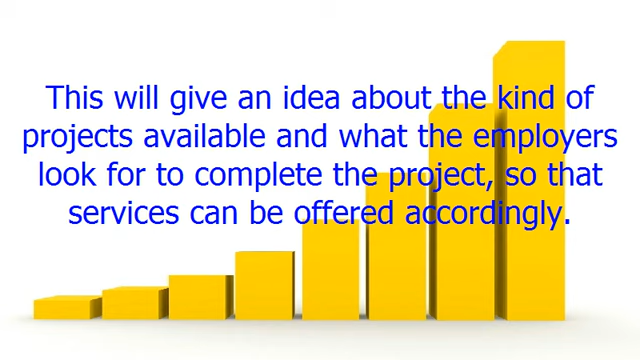 This will give an idea about the kind of
projects available and what the employers
look for to complete the project, so that
services can be offered accordingly.